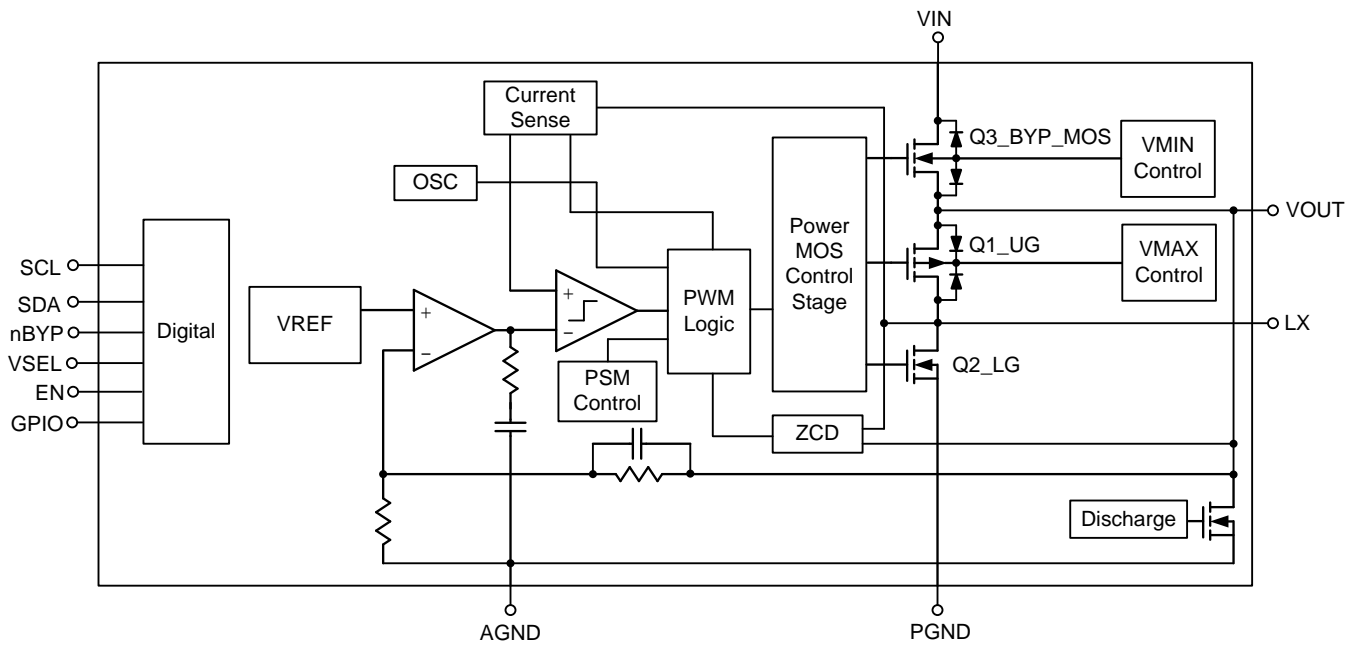 VIN
Current
Sense
Q3_BYP_MOS
VMIN
Control
OSC
VOUT
Power
MOS
Control
Stage
Q1_UG
VMAX
Control
SCL
SDA
nBYP
VSEL
EN
GPIO
Digital
VREF
+
−
+
−
PWM
Logic
LX
PSM
Control
Q2_LG
ZCD
Discharge
AGND
PGND